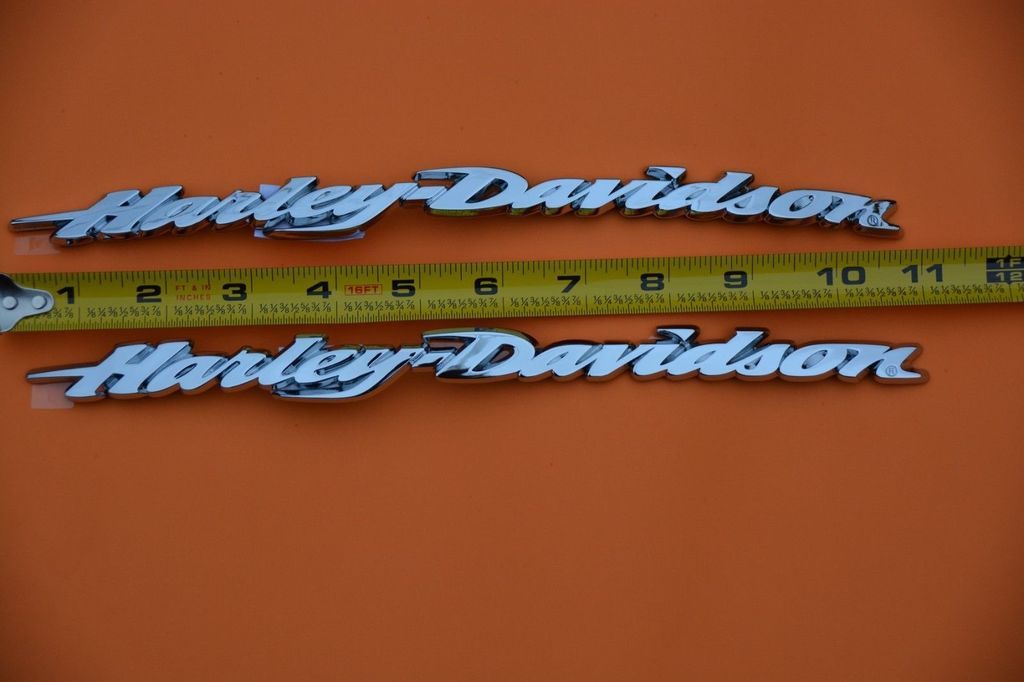 Harley-Davidson®
1 2 FT & IN INCHES 3 4 16FT 5 6 7 8 9 10 11 1F 12
Harley-Davidson®